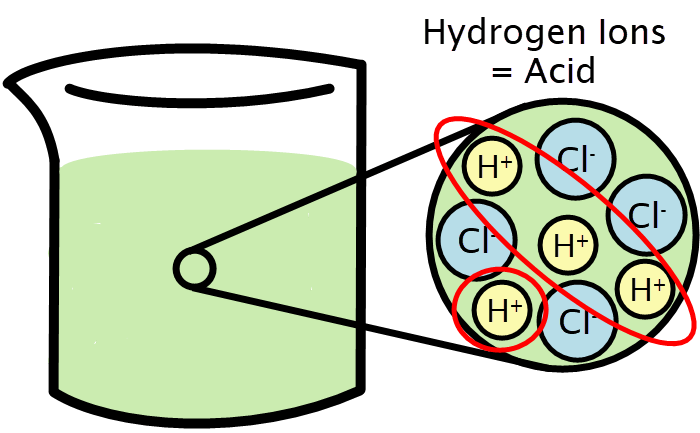 Hydrogen Ions
= Acid
H⁺ Cl⁻
Cl⁻
Cl⁻ H⁺
H⁺
H⁺ Cl⁻